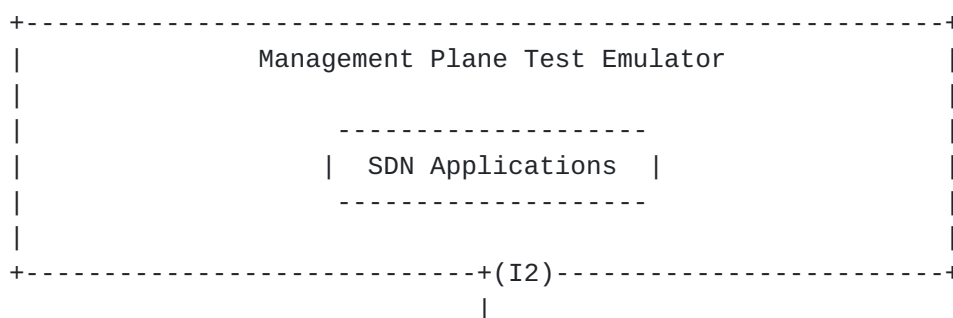 +-----------------------------------------------------------+
|               Management Plane Test Emulator              |
|                                                           |
|                    --------------------                   |
|                   |  SDN Applications  |                  |
|                    --------------------                   |
|                                                           |
+-----------------------------+(I2)-------------------------+
                              |